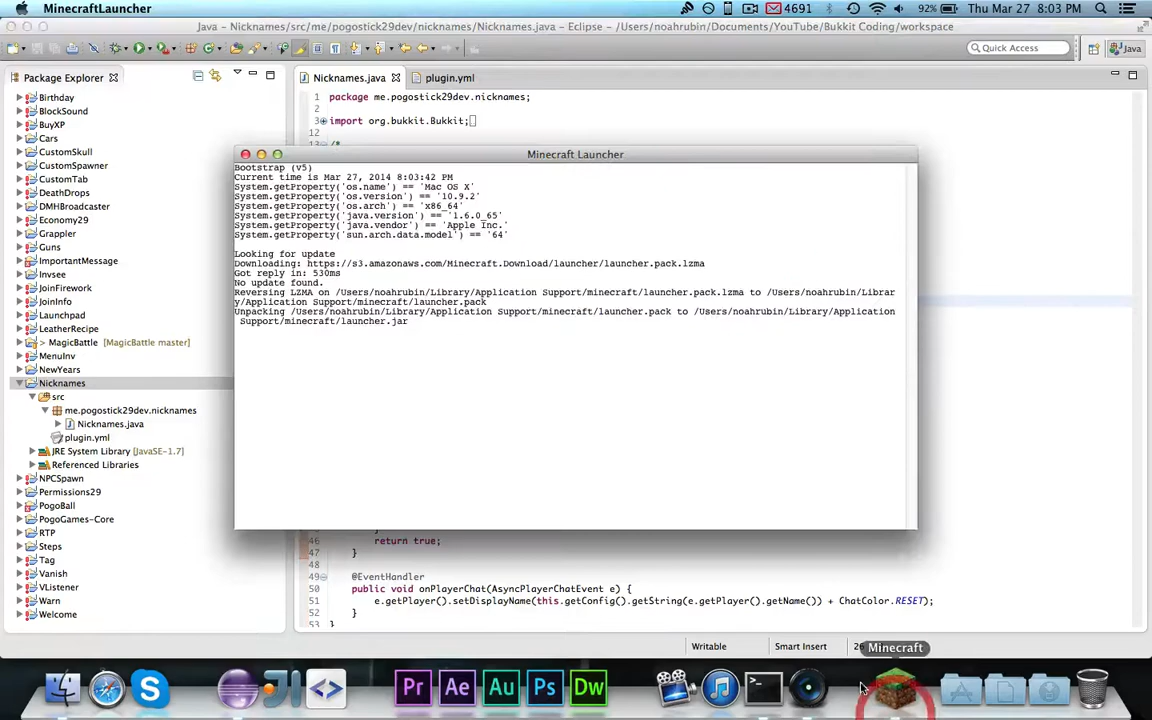 MinecraftLauncher
4691
92%
Thu Mar 27 8:03 PM
Java - Nicknames/src/me/pogostick29dev/nicknames/Nicknames.java - Eclipse - /Users/noahrubin/Documents/YouTube/Bukkit Coding/workspace
Quick Access
Java
Package Explorer
Nicknames.java
plugin.yml
Birthday
BlockSound
BuyXP
Cars
CustomSkull
CustomSpawner
CustomTab
DeathDrops
DMHBroadcaster
Economy29
Grappler
Guns
ImportantMessage
Invsee
JoinFirework
JoinInfo
Launchpad
LeatherRecipe
> MagicBattle [MagicBattle master]
MenuInv
NewYears
Nicknames
src
me.pogostick29dev.nicknames
Nicknames.java
plugin.yml
JRE System Library [JavaSE-1.7]
Referenced Libraries
NPCSpawn
Permissions29
PogoBall
PogoGames-Core
RTP
Steps
Tag
Vanish
VListener
Warn
Welcome
1 package me.pogostick29dev.nicknames;
2
3 import org.bukkit.Bukkit;
12
13 /*
Minecraft Launcher
Bootstrap (v5)
Current time is Mar 27, 2014 8:03:42 PM
System.getProperty('os.name') == 'Mac OS X'
System.getProperty('os.version') == '10.9.2'
System.getProperty('os.arch') == 'x86_64'
System.getProperty('java.version') == '1.6.0_65'
System.getProperty('java.vendor') == 'Apple Inc.'
System.getProperty('sun.arch.data.model') == '64'
Looking for update
Downloading: https://s3.amazonaws.com/Minecraft.Download/launcher/launcher.pack.lzma
Got reply in: 530ms
No update found.
Reversing LZMA on /Users/noahrubin/Library/Application Support/minecraft/launcher.pack.lzma to /Users/noahrubin/Librar
y/Application Support/minecraft/launcher.pack
Unpacking /Users/noahrubin/Library/Application Support/minecraft/launcher.pack to /Users/noahrubin/Library/Application
Support/minecraft/launcher.jar
46 return true;
47 }
48
49 @EventHandler
50 public void onPlayerChat(AsyncPlayerChatEvent e) {
51 e.getPlayer().setDisplayName(this.getConfig().getString(e.getPlayer().getName()) + ChatColor.RESET);
52 }
53 }
Writable
Smart Insert
Minecraft
Pr
Ae
Au
Ps
Dw